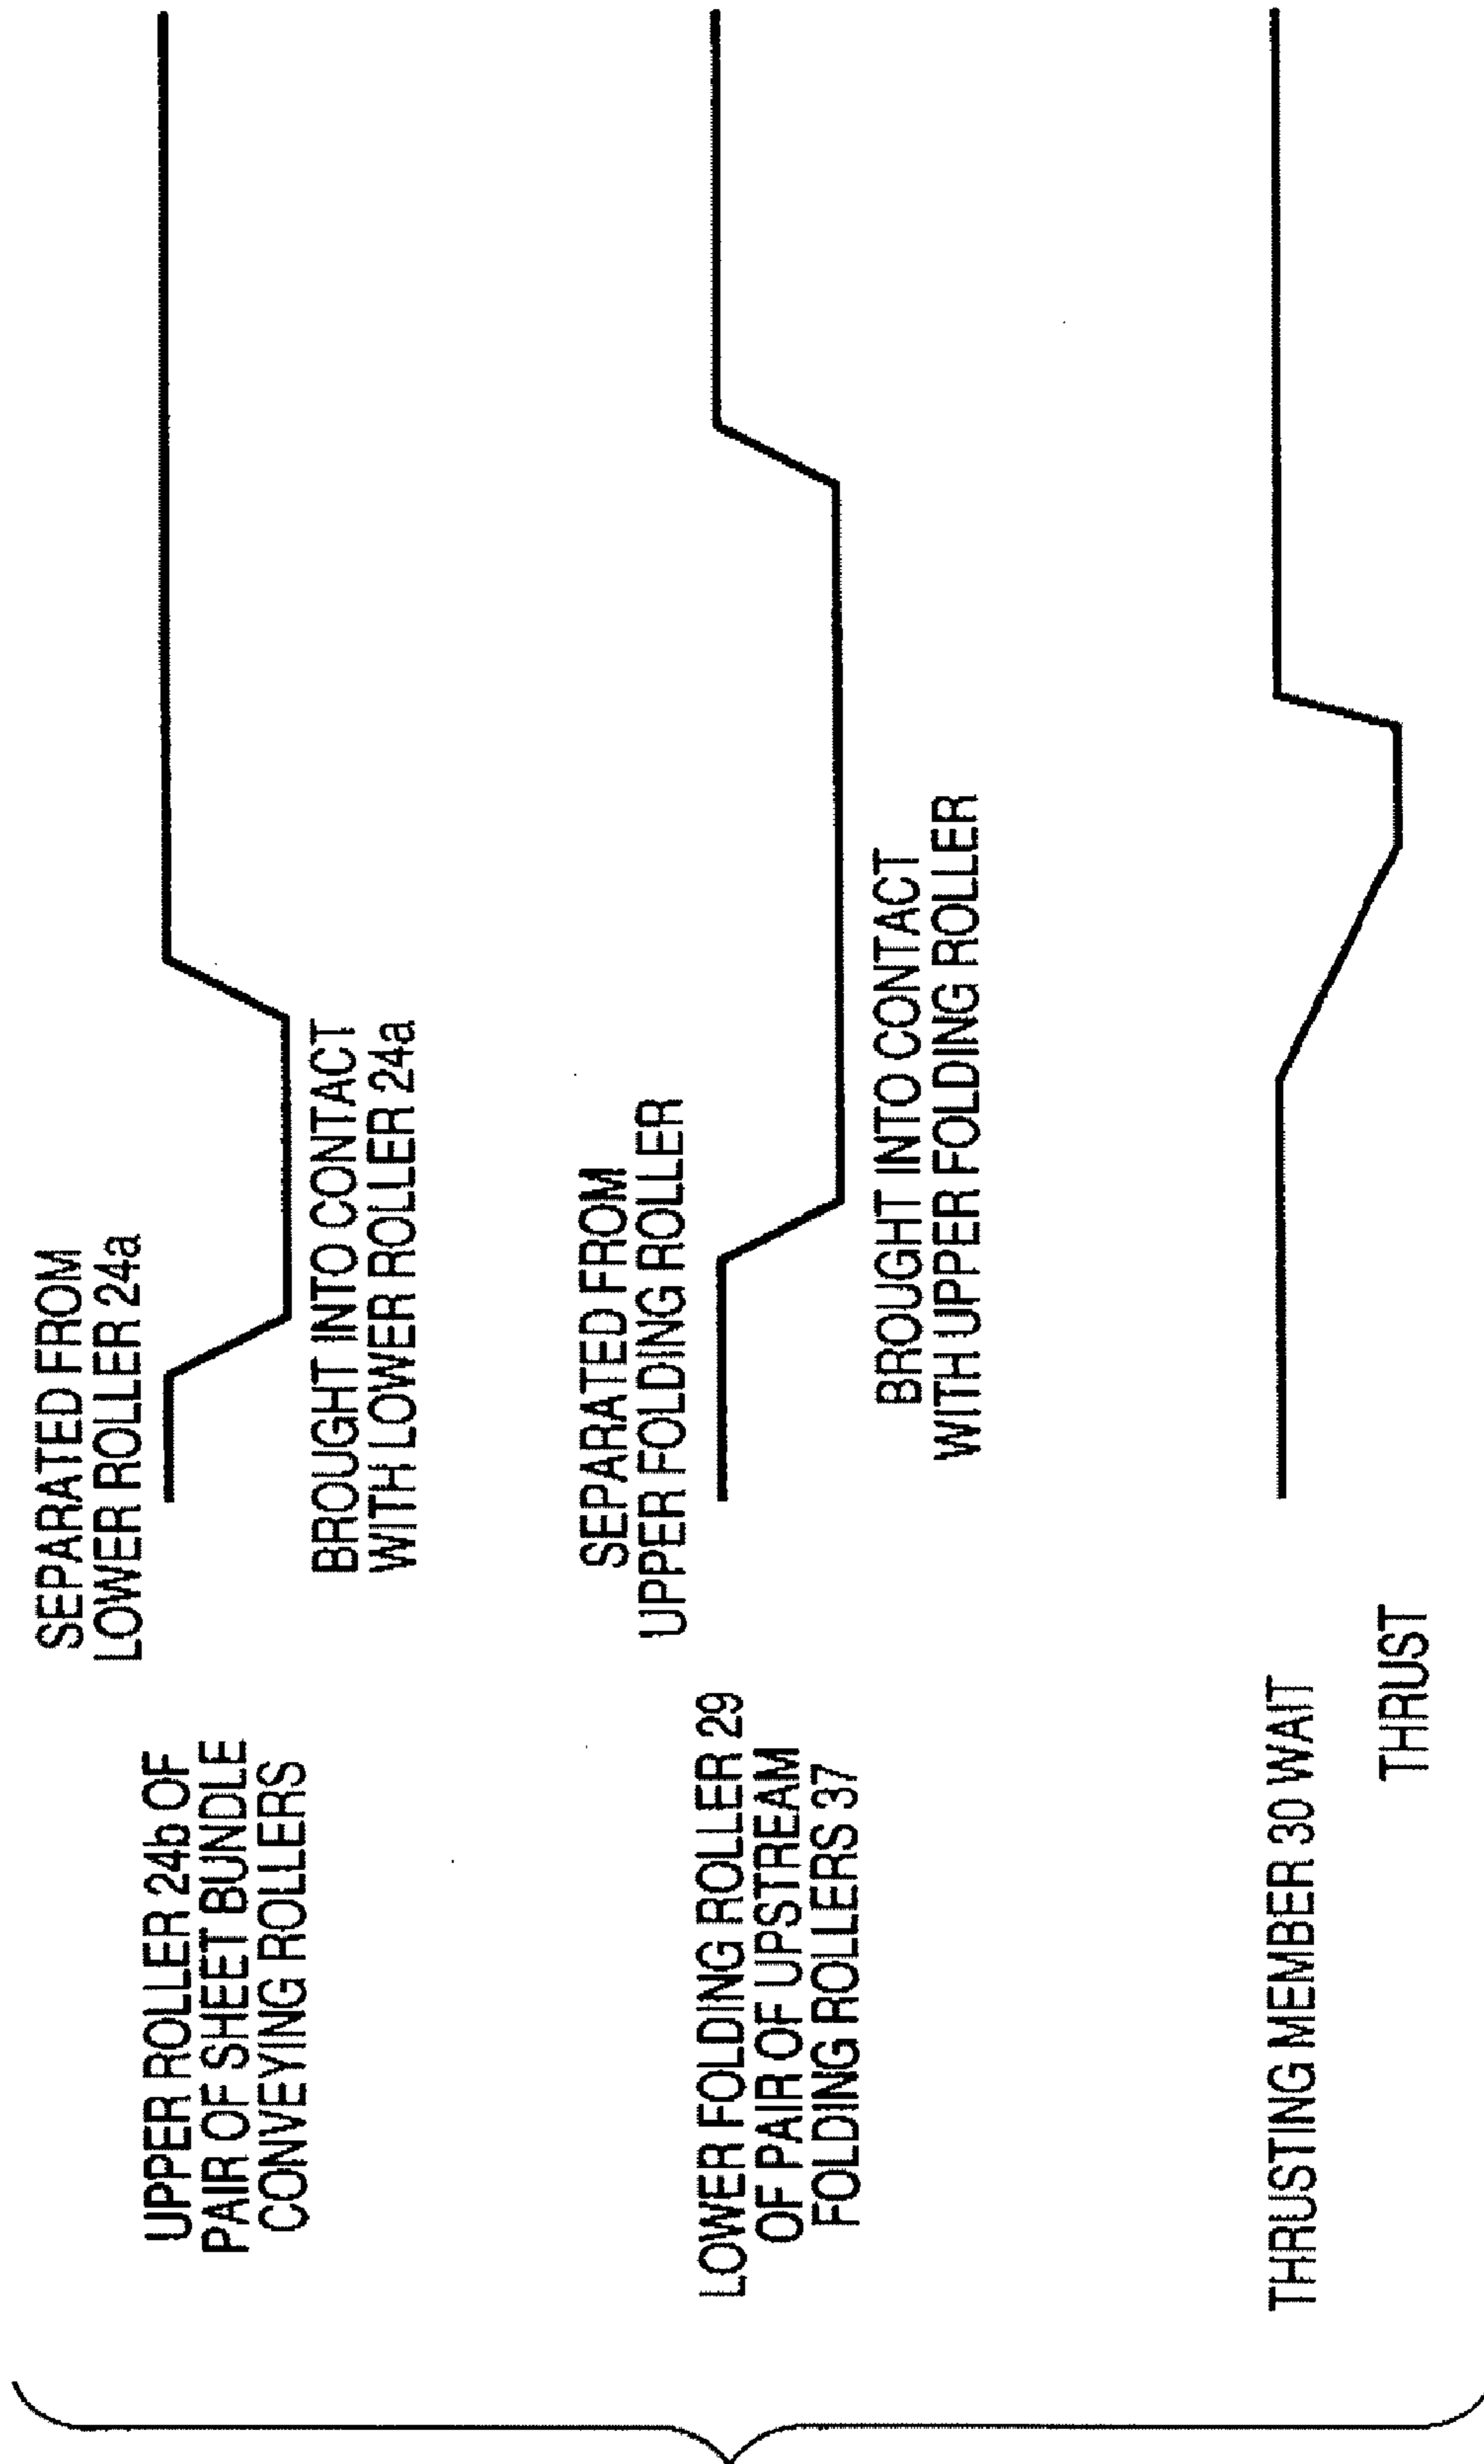 UPPER ROLLER 24b OF
PAIR OF SHEET BUNDLE
CONVEYING ROLLERS
SEPARATED FROM
LOWER ROLLER 24a
BROUGHT INTO CONTACT
WITH LOWER ROLLER 24a
LOWER FOLDING ROLLER 29
OF PAIR OF UPSTREAM
FOLDING ROLLERS 37
SEPARATED FROM
UPPER FOLDING ROLLER
BROUGHT INTO CONTACT
WITH UPPER FOLDING ROLLER
THRUSTING MEMBER 30 WAIT
THRUST